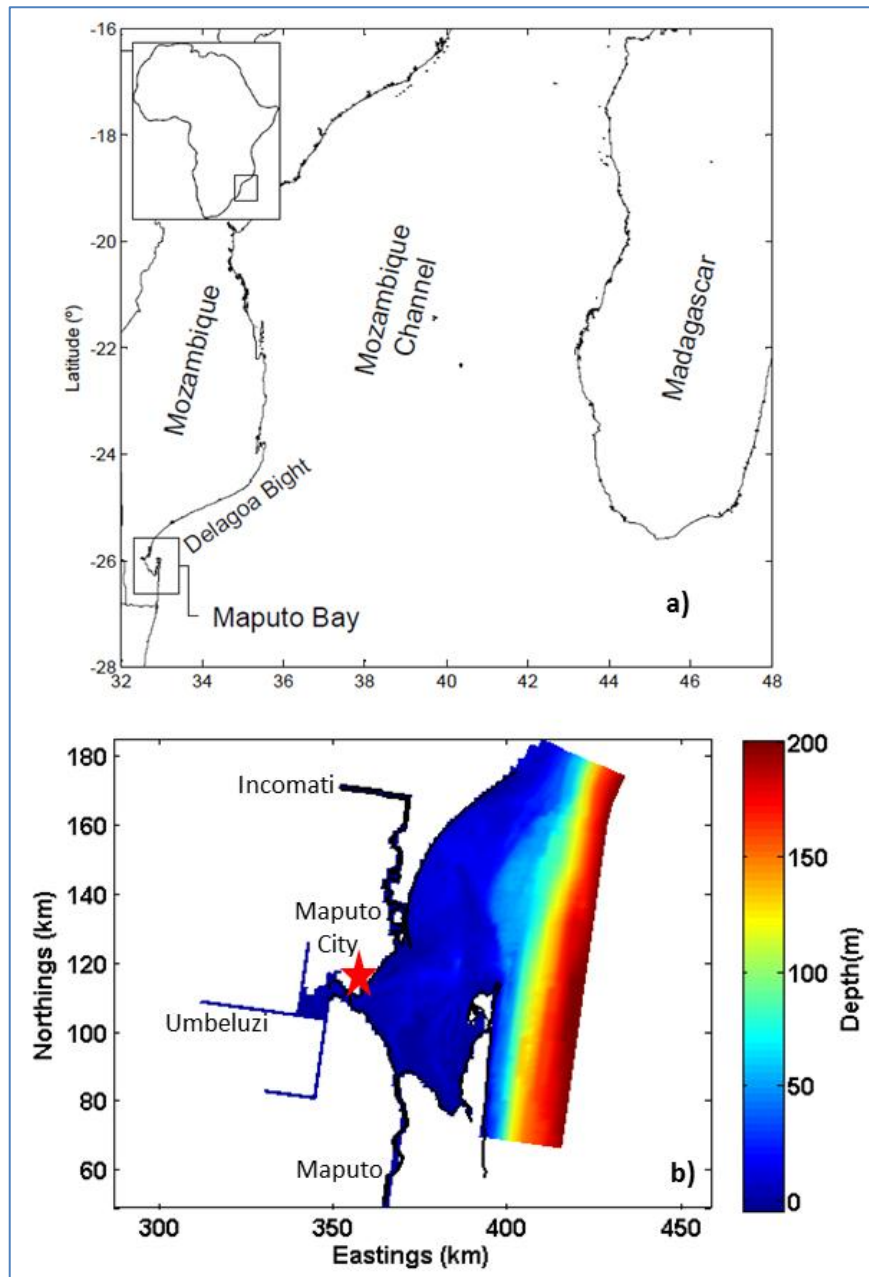 -16
-18
-20
-22
-24
-26
-28
Latitude (º)
32
34
36
38
40
42
44
46
48
Mozambique
Mozambique
Channel
Madagascar
Delagoa Bight
Maputo Bay
a)
180
160
140
120
100
80
60
Northings (km)
300
350
400
450
Eastings (km)
Incomati
Maputo
City
Umbeluzi
Maputo
b)
200
150
100
50
0
Depth(m)